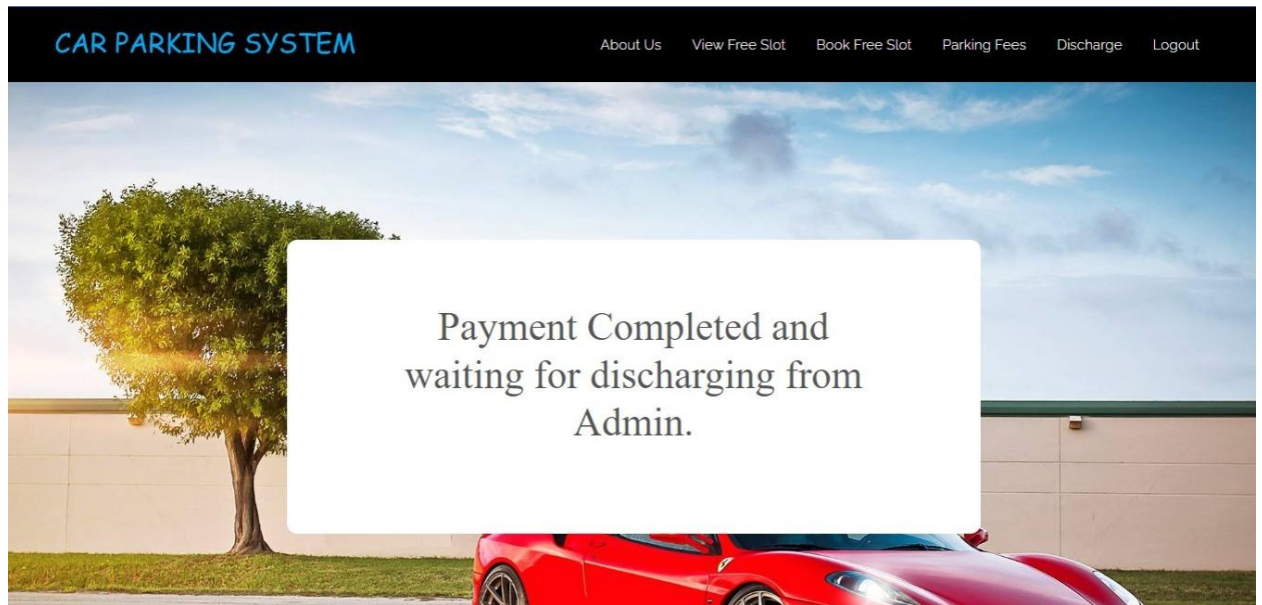 CAR PARKING SYSTEM
About Us View Free Slot Book Free Slot Parking Fees Discharge Logout
Payment Completed and
waiting for discharging from
Admin.